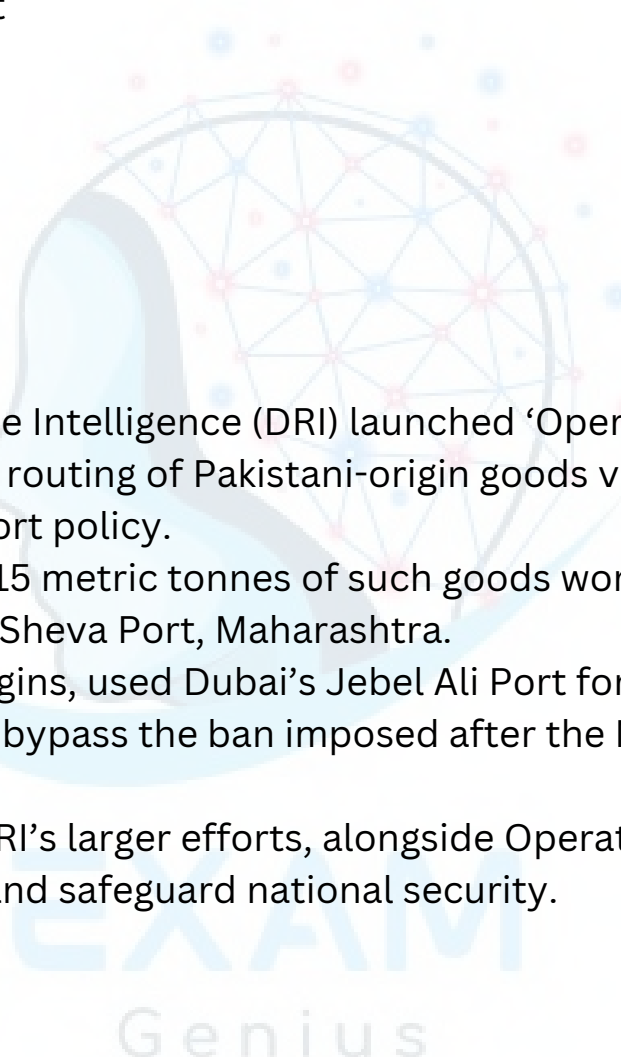 e Intelligence (DRI) launched ‘Oper
routing of Pakistani-origin goods v
ort policy.
15 metric tonnes of such goods wor
Sheva Port, Maharashtra.
gins, used Dubai’s Jebel Ali Port for
bypass the ban imposed after the
RI’s larger efforts, alongside Operat
nd safeguard national security.
EXAM
Genius